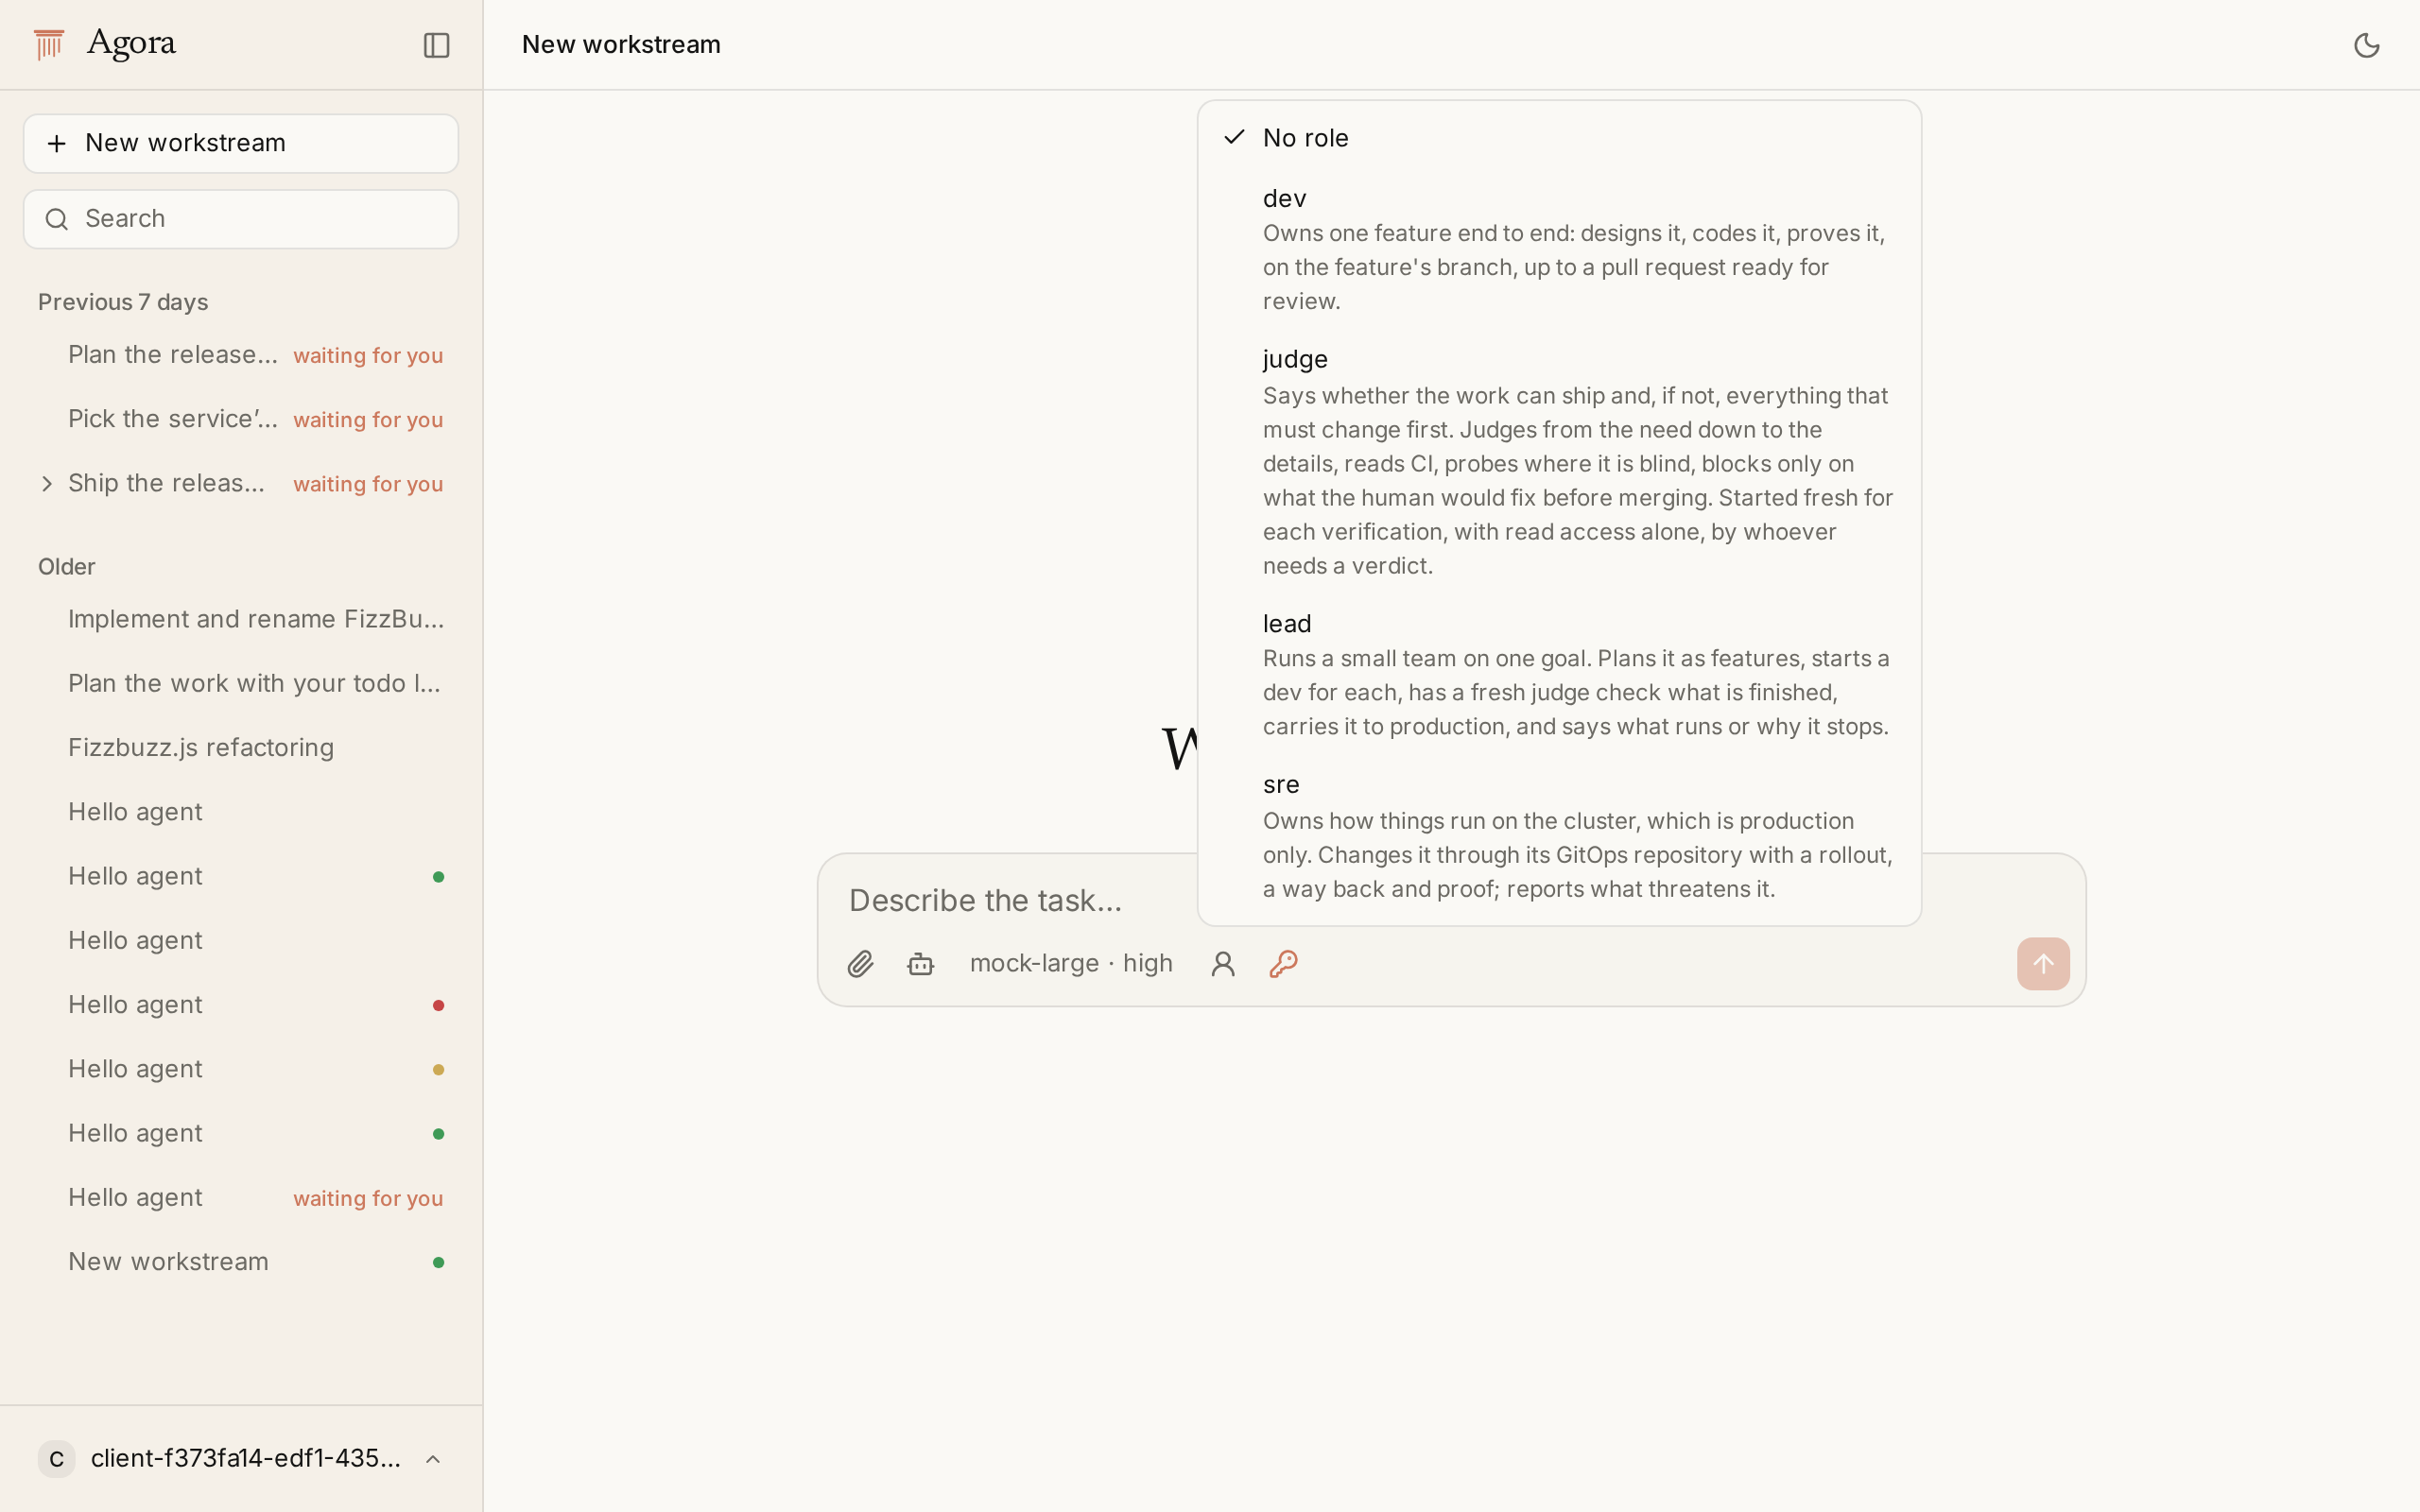 Agora
New workstream
New workstream
Search
Previous 7 days
Plan the release... waiting for you
Pick the service’... waiting for you
Ship the releas... waiting for you
Older
Implement and rename FizzBu...
Plan the work with your todo l...
Fizzbuzz.js refactoring
Hello agent
Hello agent
Hello agent
Hello agent
Hello agent
Hello agent
Hello agent waiting for you
New workstream
C client-f373fa14-edf1-435...
No role
dev
Owns one feature end to end: designs it, codes it, proves it,
on the feature's branch, up to a pull request ready for
review.
judge
Says whether the work can ship and, if not, everything that
must change first. Judges from the need down to the
details, reads CI, probes where it is blind, blocks only on
what the human would fix before merging. Started fresh for
each verification, with read access alone, by whoever
needs a verdict.
lead
Runs a small team on one goal. Plans it as features, starts a
dev for each, has a fresh judge check what is finished,
carries it to production, and says what runs or why it stops.
sre
Owns how things run on the cluster, which is production
only. Changes it through its GitOps repository with a rollout,
a way back and proof; reports what threatens it.
Describe the task...
mock-large · high